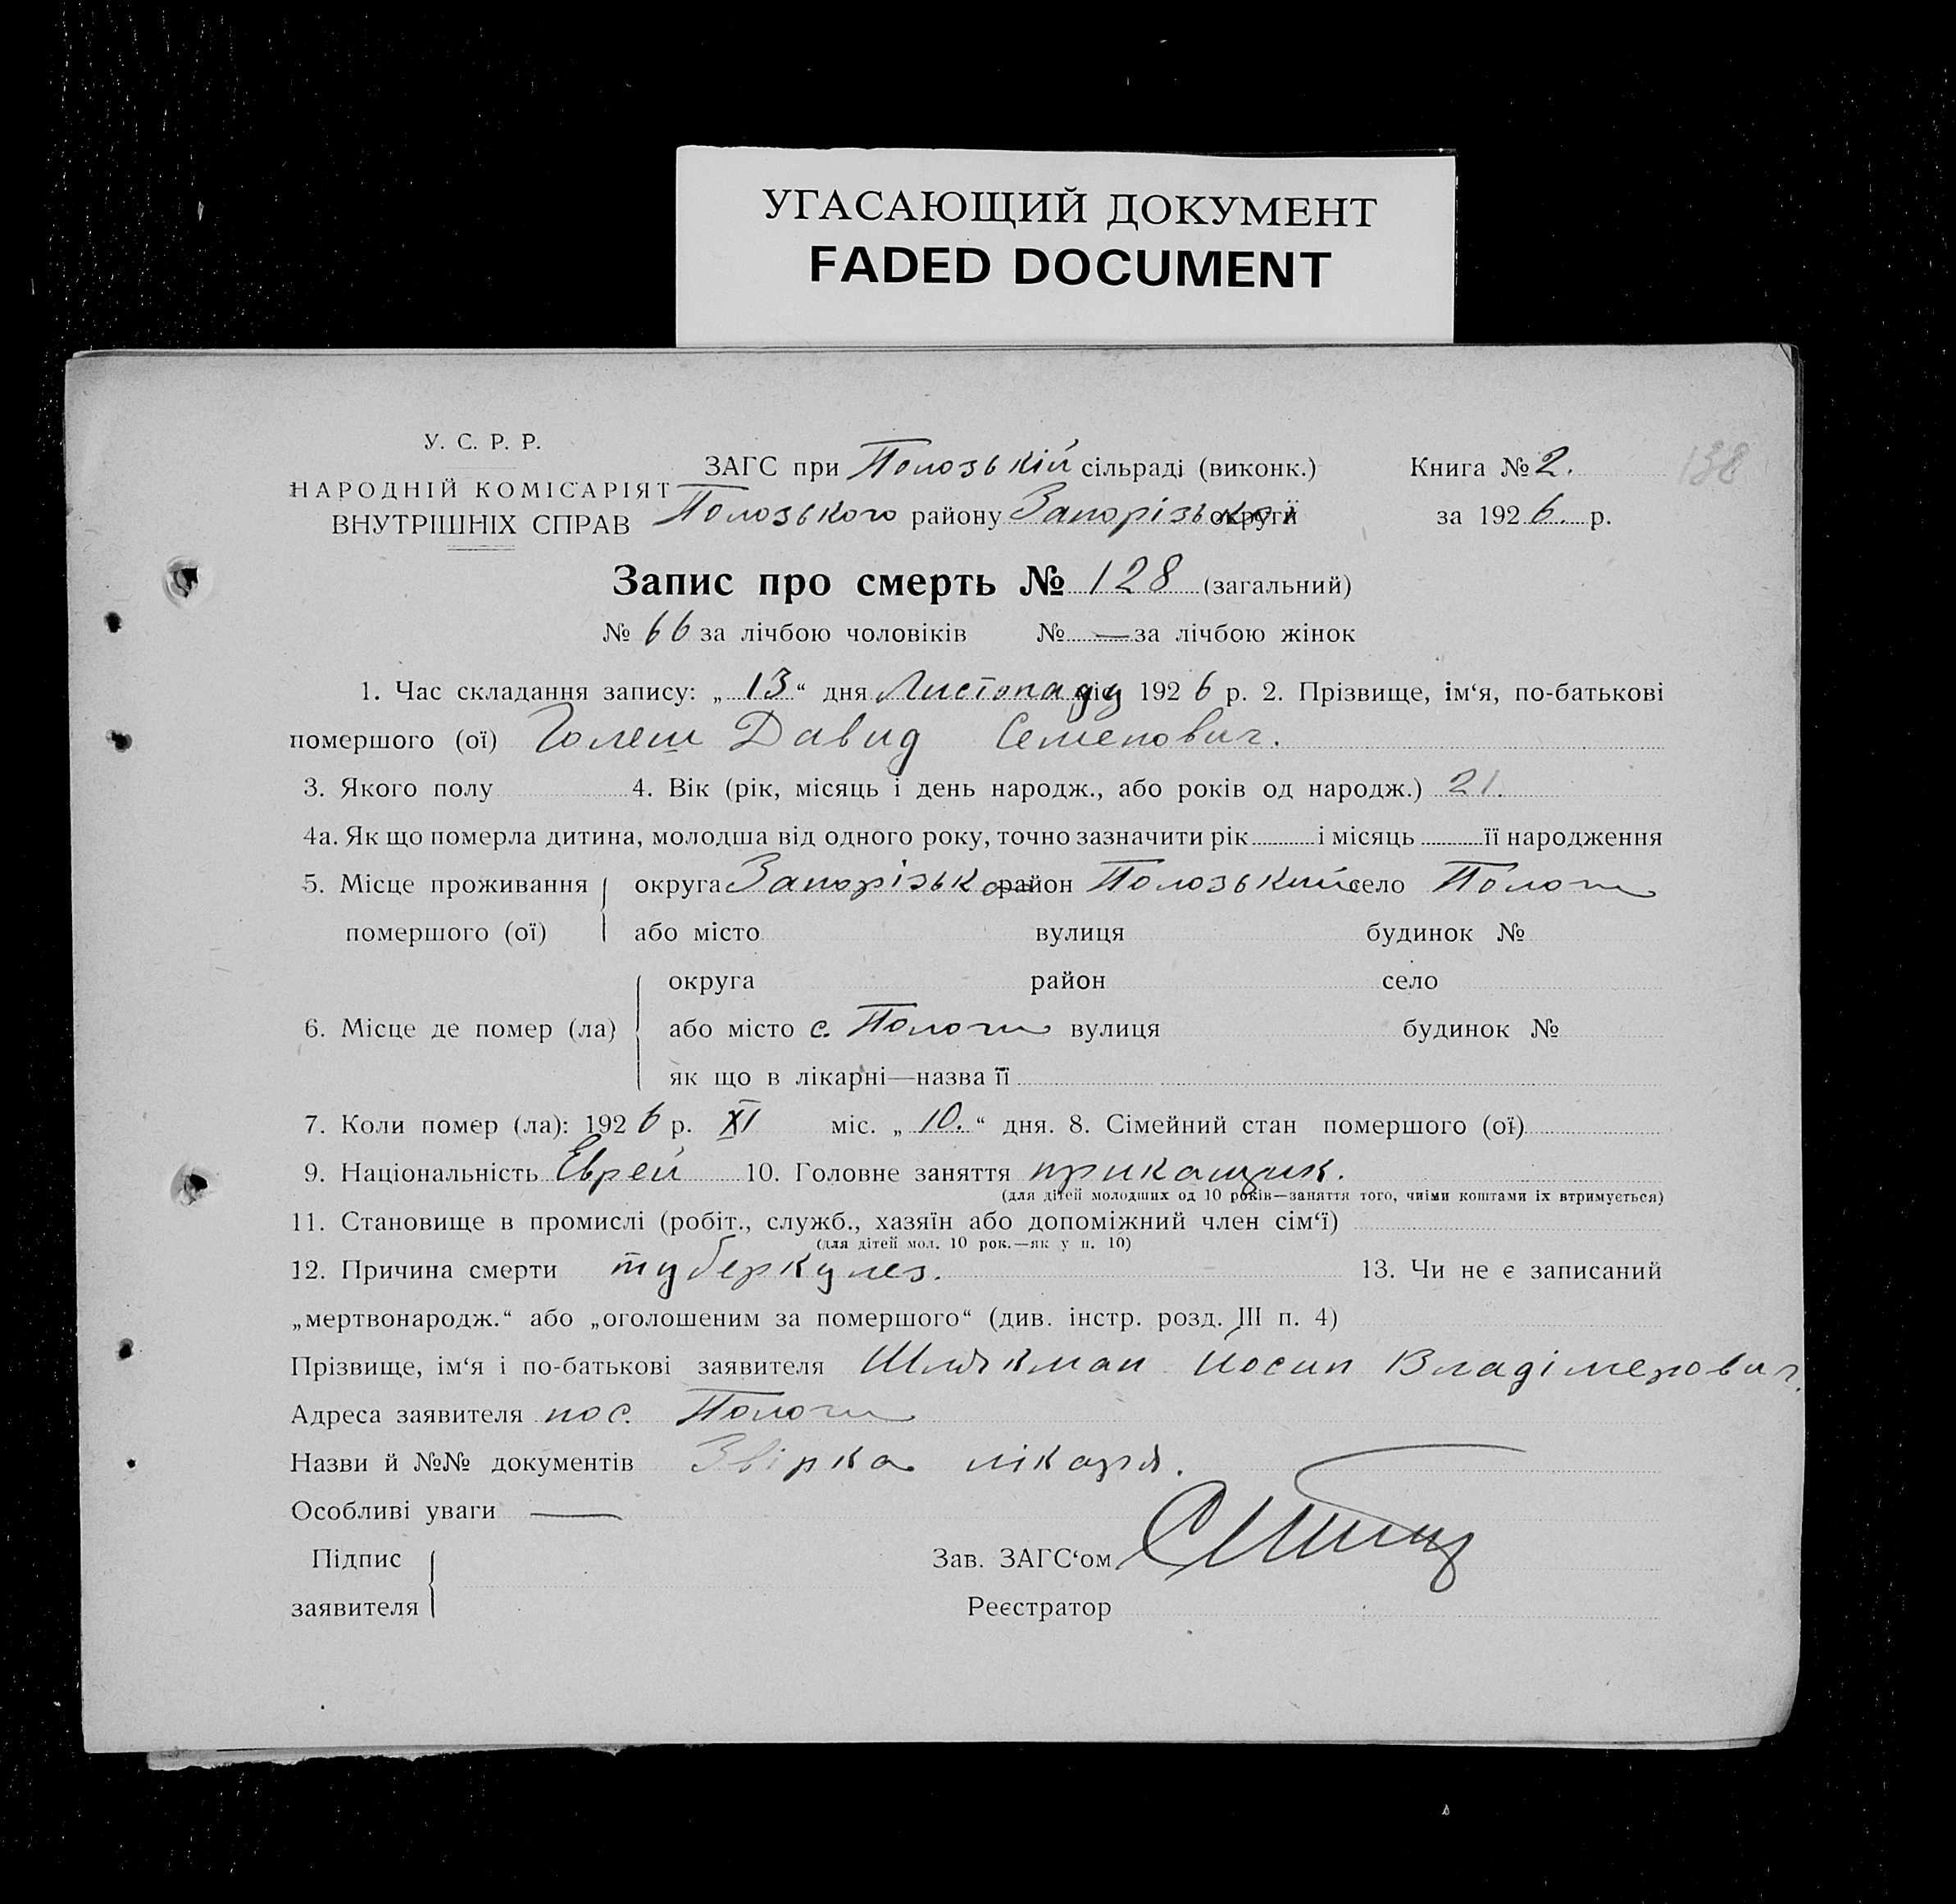 УГАСАЮЩИЙ ДОКУМЕНТ
FADED DOCUMENT
У. С. Р. Р.
НАРОДНІЙ КОМІСАРІЯТ
ВНУТРІШНІХ СПРАВ
ЗАГС при Пологській сільраді (виконк.) Книга № 2. 138
Пологського району Запорізької округи за 1926. р.
Запис про смерть № 128 (загальний)
№ 66 за лічбою чоловіків № — за лічбою жінок
1. Час складання запису: „13“ дня Листопаду міс. 1926 р. 2. Прізвище, ім‘я, по-батькові
помершого (ої) Голеш Давид Семенович.
3. Якого полу 4. Вік (рік, місяць і день народж., або років од народж.) 21.
4а. Як що померла дитина, молодша від одного року, точно зазначити рік і місяць її народження
5. Місце проживання округа Запорізька район Полозький село Пологи
помершого (ої) або місто вулиця будинок №
округа район село
6. Місце де помер (ла) або місто с. Пологи вулиця будинок №
як що в лікарні—назва її
7. Коли помер (ла): 1926 р. XI міс. „10.“ дня. 8. Сімейний стан помершого (ої)
9. Національність Еврей 10. Головне заняття прикащик.
(для дітей молодших од 10 років—заняття того, чиїми коштами їх втримується)
11. Становище в промислі (робіт., служб., хазяїн або допоміжний член сім‘ї)
(для дітей мол. 10 рок.—як у п. 10)
12. Причина смерти туберкулез. 13. Чи не є записаний
„мертвонародж.“ або „оголошеним за помершого“ (див. інстр. розд. III п. 4)
Прізвище, ім‘я і по-батькові заявителя Йосип Владімерович.
Адреса заявителя пос. Пологи
Назви й №№ документів Звірка лікаря.
Особливі уваги —
Підпис
заявителя
Зав. ЗАГС‘ом
Реєстратор